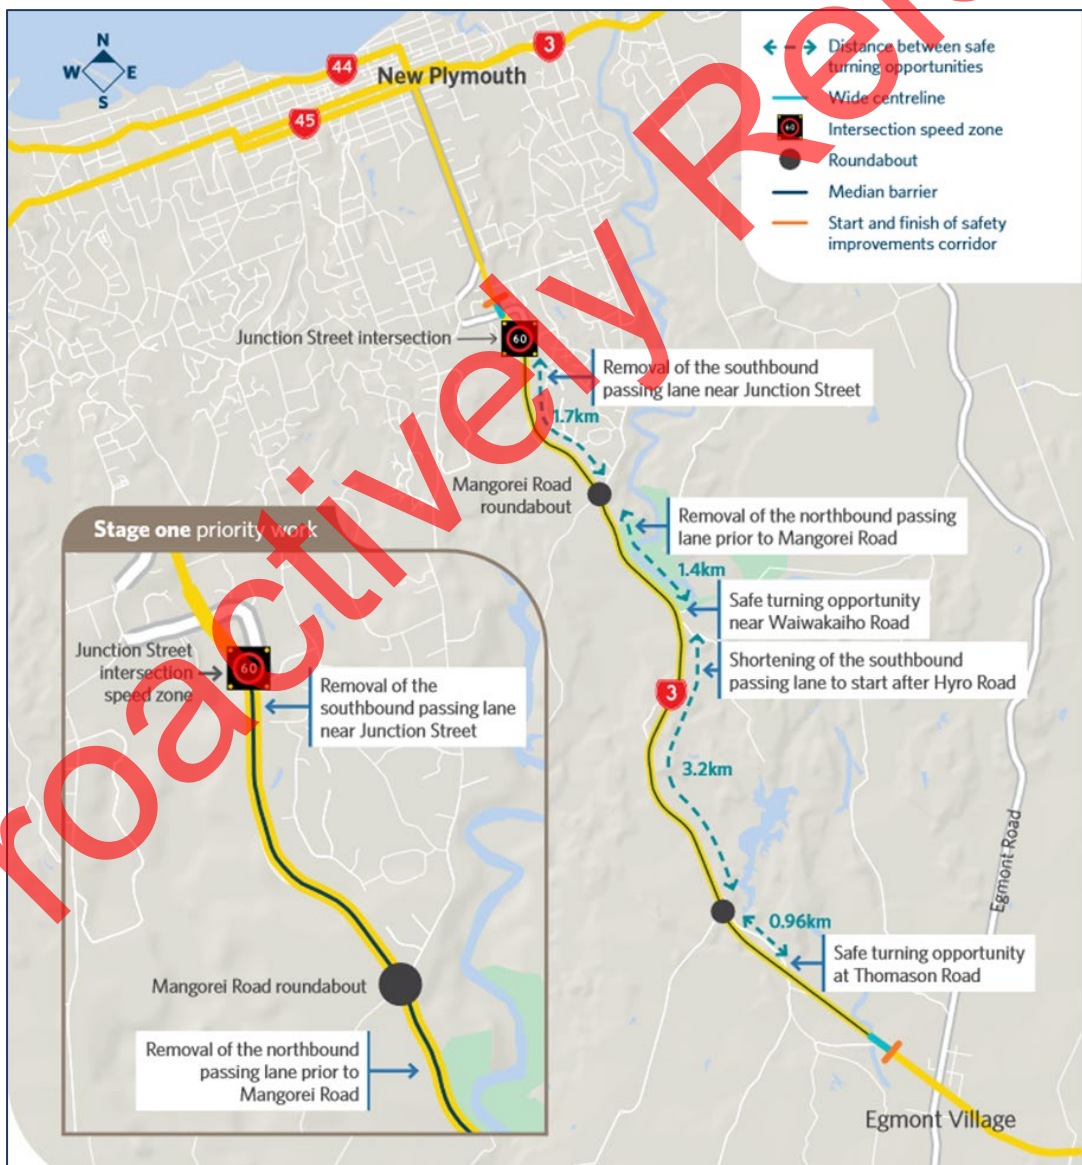 N
W E
S
44
45
3
New Plymouth
Distance between safe
turning opportunities
Wide centreline
60
Intersection speed zone
Roundabout
Median barrier
Start and finish of safety
improvements corridor
Junction Street intersection
60
Removal of the southbound
passing lane near Junction Street
1.7km
Mangorei Road
roundabout
Removal of the northbound passing
lane prior to Mangorei Road
1.4km
Safe turning opportunity
near Waiwakaiho Road
Shortening of the southbound
passing lane to start after Hyro Road
3
3.2km
0.96km
Safe turning opportunity
at Thomason Road
Egmont Road
Egmont Village
Stage one priority work
Junction Street
intersection
speed zone
60
Removal of the
southbound passing lane
near Junction Street
Mangorei Road roundabout
Removal of the northbound
passing lane prior to
Mangorei Road
roactively Rel